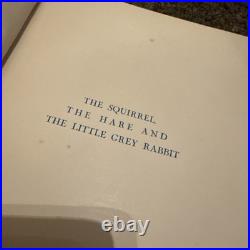 THE SQUIRREL,
THE HARE AND
THE LITTLE GREY RABBIT